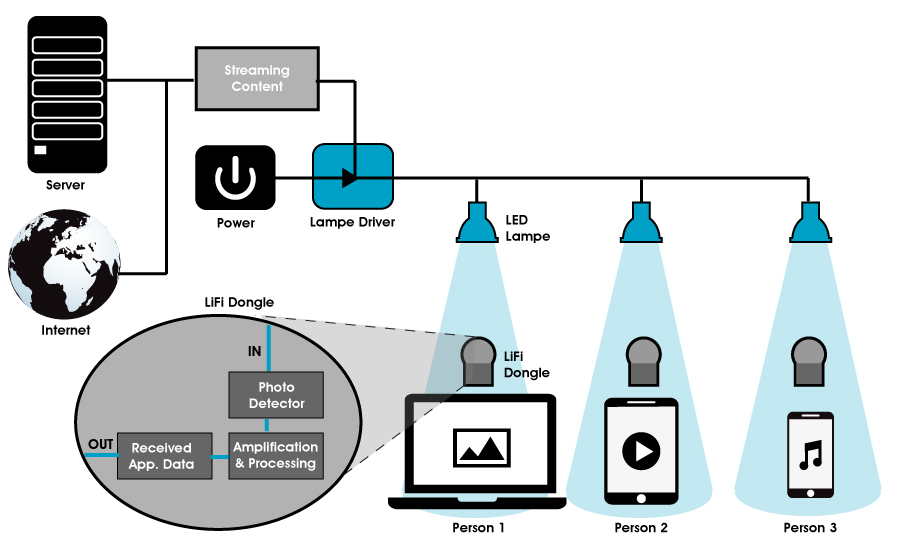 Streaming
Content
Server
Power
Lampe Driver
LED
Lampe
Internet
LiFi Dongle
IN
Photo
Detector
OUT
Received
App. Data
Amplification
& Processing
LiFi
Dongle
Person 1
Person 2
Person 3